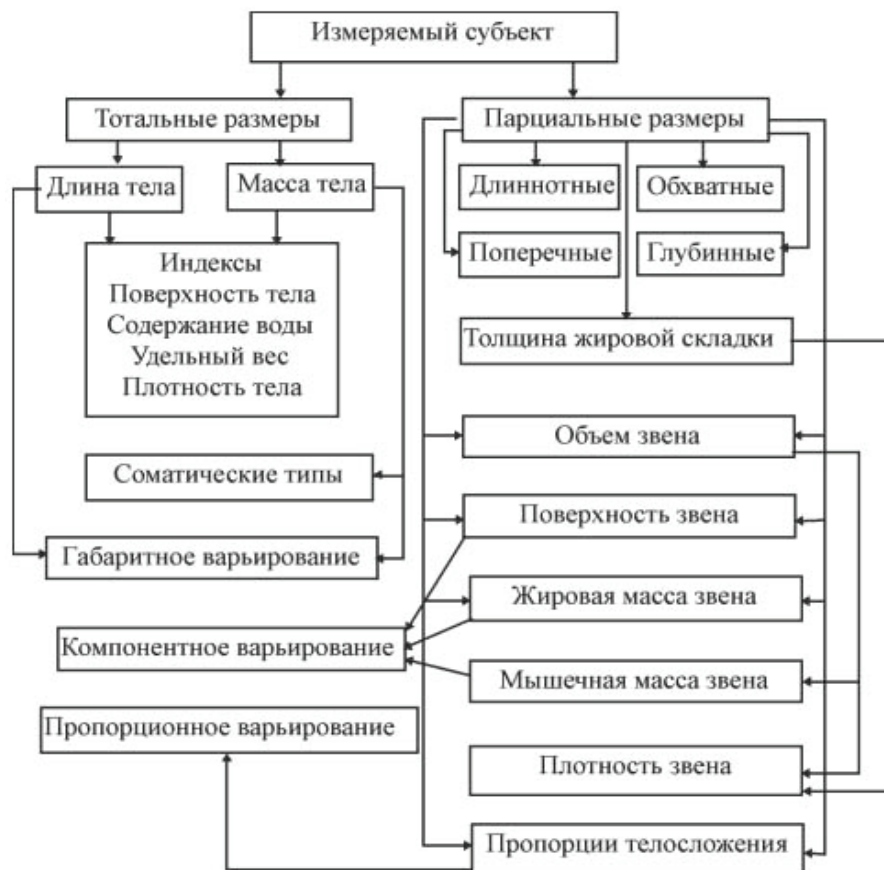 Измеряемый субъект
Тотальные размеры
Парциальные размеры
Длина тела
Масса тела
Длиннотные
Обхватные
Поперечные
Глубинные
Индексы
Поверхность тела
Содержание воды
Удельный вес
Плотность тела
Толщина жировой складки
Объем звена
Соматические типы
Поверхность звена
Габаритное варьирование
Жировая масса звена
Компонентное варьирование
Мышечная масса звена
Пропорционное варьирование
Плотность звена
Пропорции телосложения